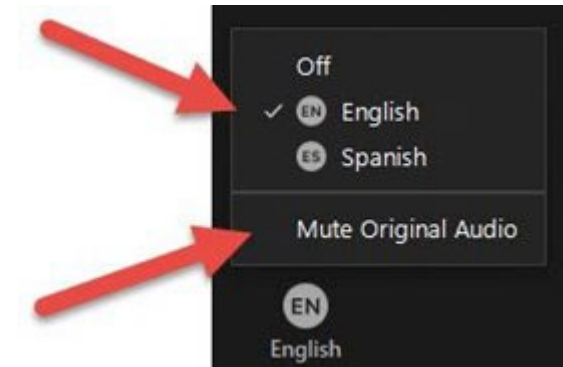 Off
EN English
ES Spanish
Mute Original Audio
EN
English